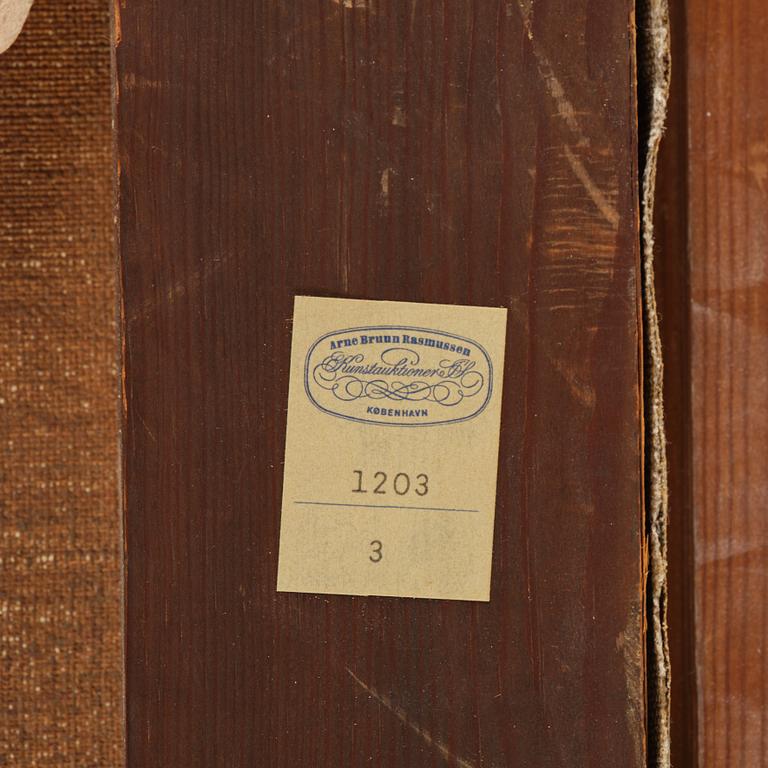 Arne Bruun Rasmussen
Kunstauktioner A/S
KØBENHAVN
1203
3